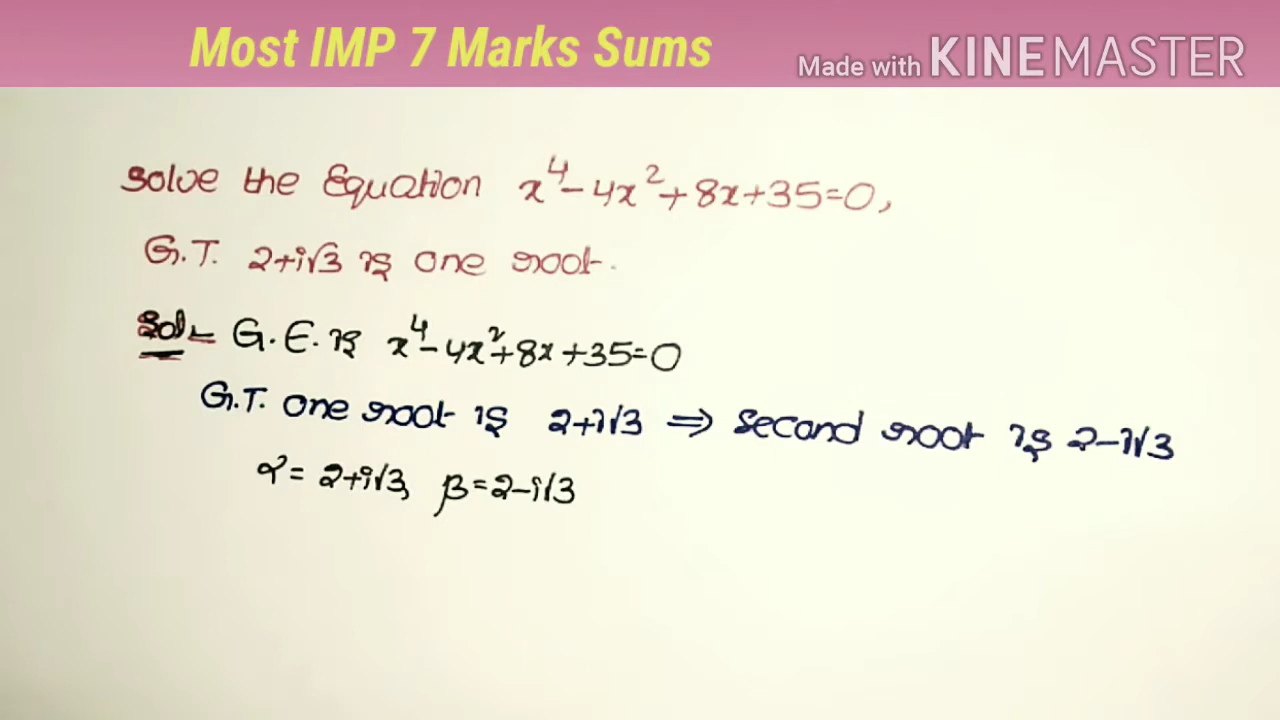 Most IMP 7 Marks Sums
Made with KINEMASTER
Solve the Equation x⁴-4x²+8x+35=0,
G.T. 2+i√3 is one root.
Sol:- G.E. is x⁴-4x²+8x+35=0
G.T. one root is 2+i√3 ⇒ second root is 2-i√3
α=2+i√3, β=2-i√3